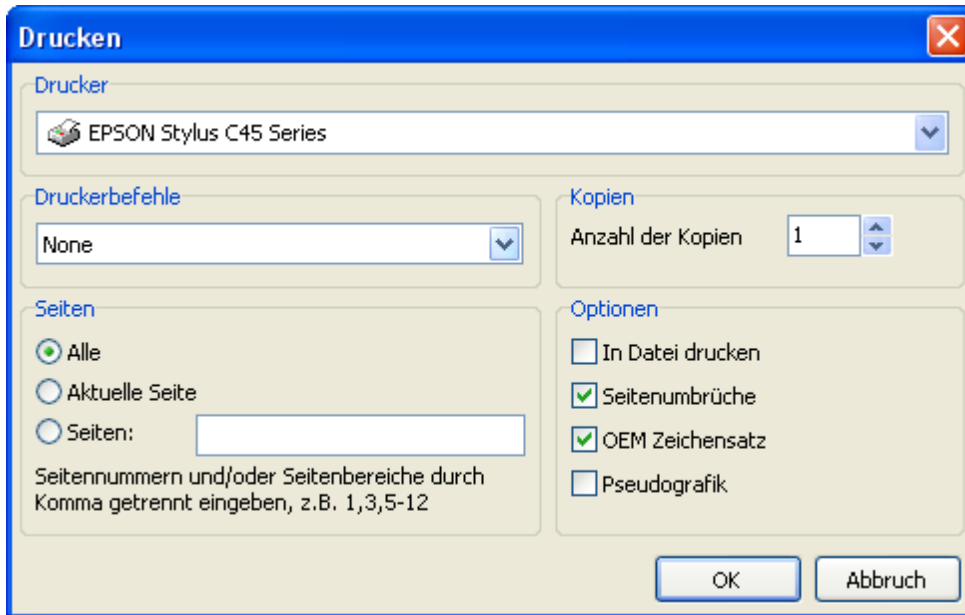 Drucken
Drucker
EPSON Stylus C45 Series
Druckerbefehle
None
Kopien
Anzahl der Kopien 1
Seiten
Alle
Aktuelle Seite
Seiten:
Seitennummern und/oder Seitenbereiche durch
Komma getrennt eingeben, z.B. 1,3,5-12
Optionen
In Datei drucken
Seitenumbrüche
OEM Zeichensatz
Pseudografik
OK
Abbruch